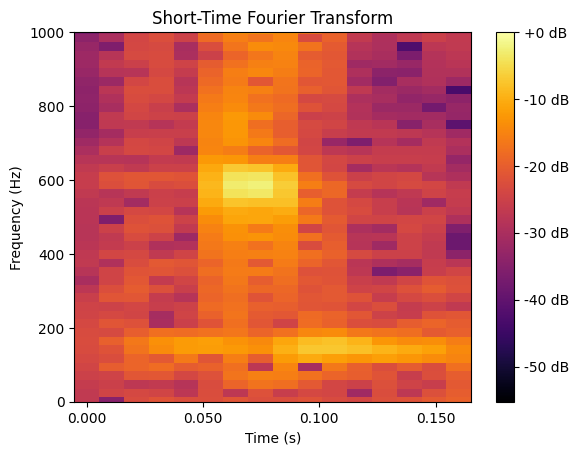 Short-Time Fourier Transform
Frequency (Hz)
1000
800
600
400
200
0
0.000
0.050
0.100
0.150
Time (s)
+0 dB
-10 dB
-20 dB
-30 dB
-40 dB
-50 dB